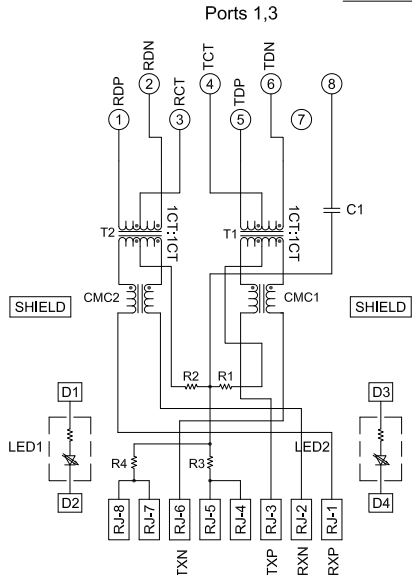 Ports 1,3
RDP
RDN
RCT
TCT
TDP
TDN
1
2
3
4
5
6
7
8
C1
T2
1CT:1CT
T1
1CT:1CT
CMC2
CMC1
SHIELD
SHIELD
R2
R1
D1
D3
LED1
LED2
R4
R3
D2
D4
RJ-8
RJ-7
RJ-6
RJ-5
RJ-4
RJ-3
RJ-2
RJ-1
TXN
TXP
RXN
RXP